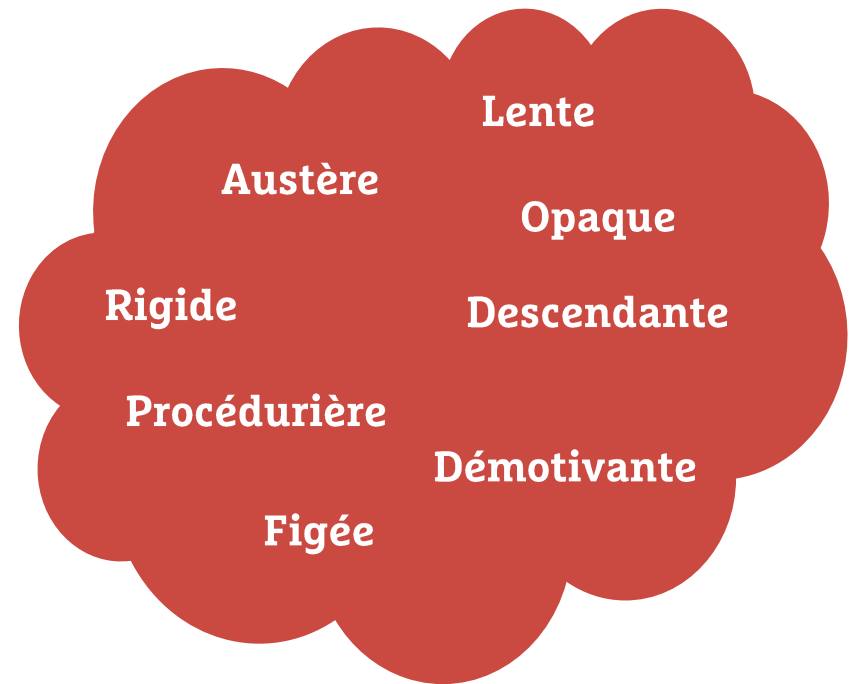 Lente
Austère
Opaque
Rigide
Descendante
Procédurière
Démotivante
Figée